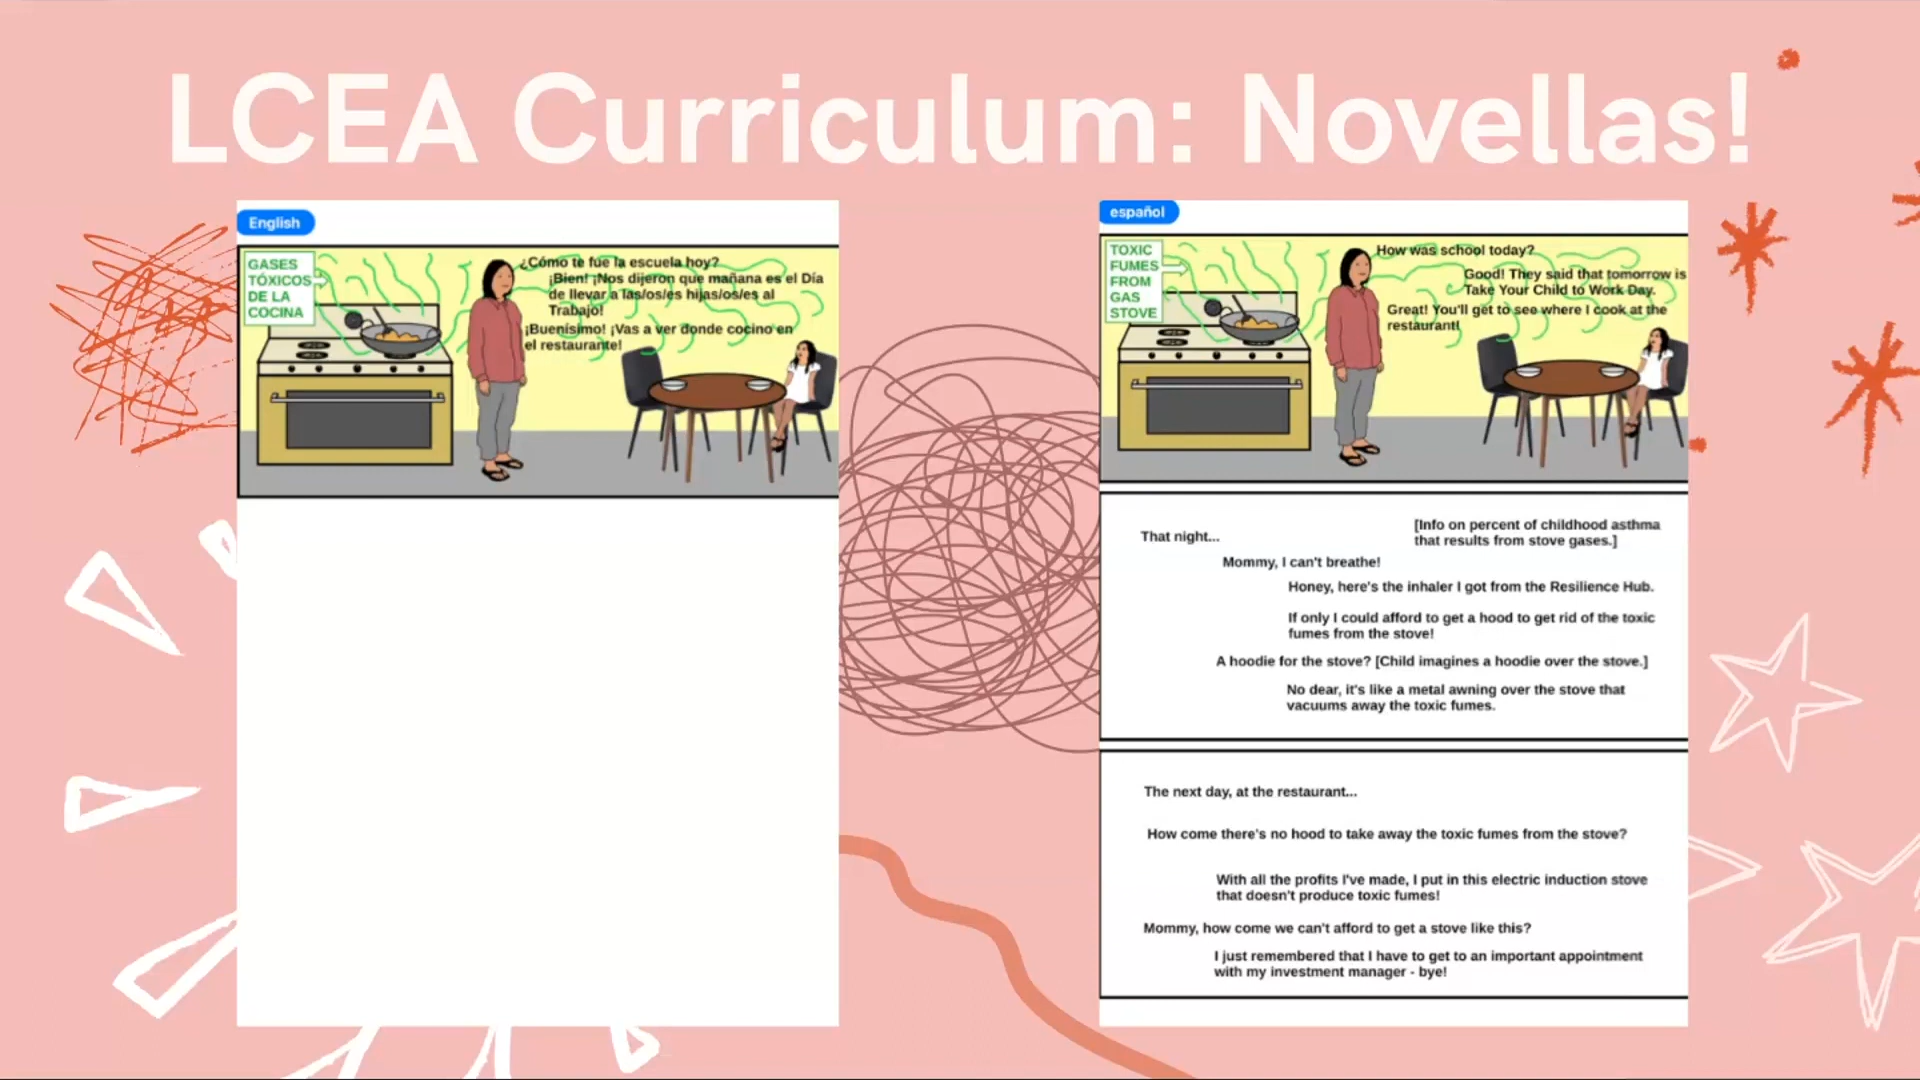 LCEA Curriculum: Novellas!
English
GASES
TÓXICOS
DE LA
COCINA
¿Cómo te fue la escuela hoy?
¡Bien! ¡Nos dijeron que mañana es el Día
de llevar a las/os/es hijas/os/es al
Trabajo!
¡Buenísimo! ¡Vas a ver donde cocino en
el restaurante!
español
TOXIC
FUMES
FROM
GAS
STOVE
How was school today?
Good! They said that tomorrow is
Take Your Child to Work Day.
Great! You'll get to see where I cook at the
restaurant!
That night...
[Info on percent of childhood asthma
that results from stove gases.]
Mommy, I can't breathe!
Honey, here's the inhaler I got from the Resilience Hub.
If only I could afford to get a hood to get rid of the toxic
fumes from the stove!
A hoodie for the stove? [Child imagines a hoodie over the stove.]
No dear, it's like a metal awning over the stove that
vacuums away the toxic fumes.
The next day, at the restaurant...
How come there's no hood to take away the toxic fumes from the stove?
With all the profits I've made, I put in this electric induction stove
that doesn't produce toxic fumes!
Mommy, how come we can't afford to get a stove like this?
I just remembered that I have to get to an important appointment
with my investment manager - bye!